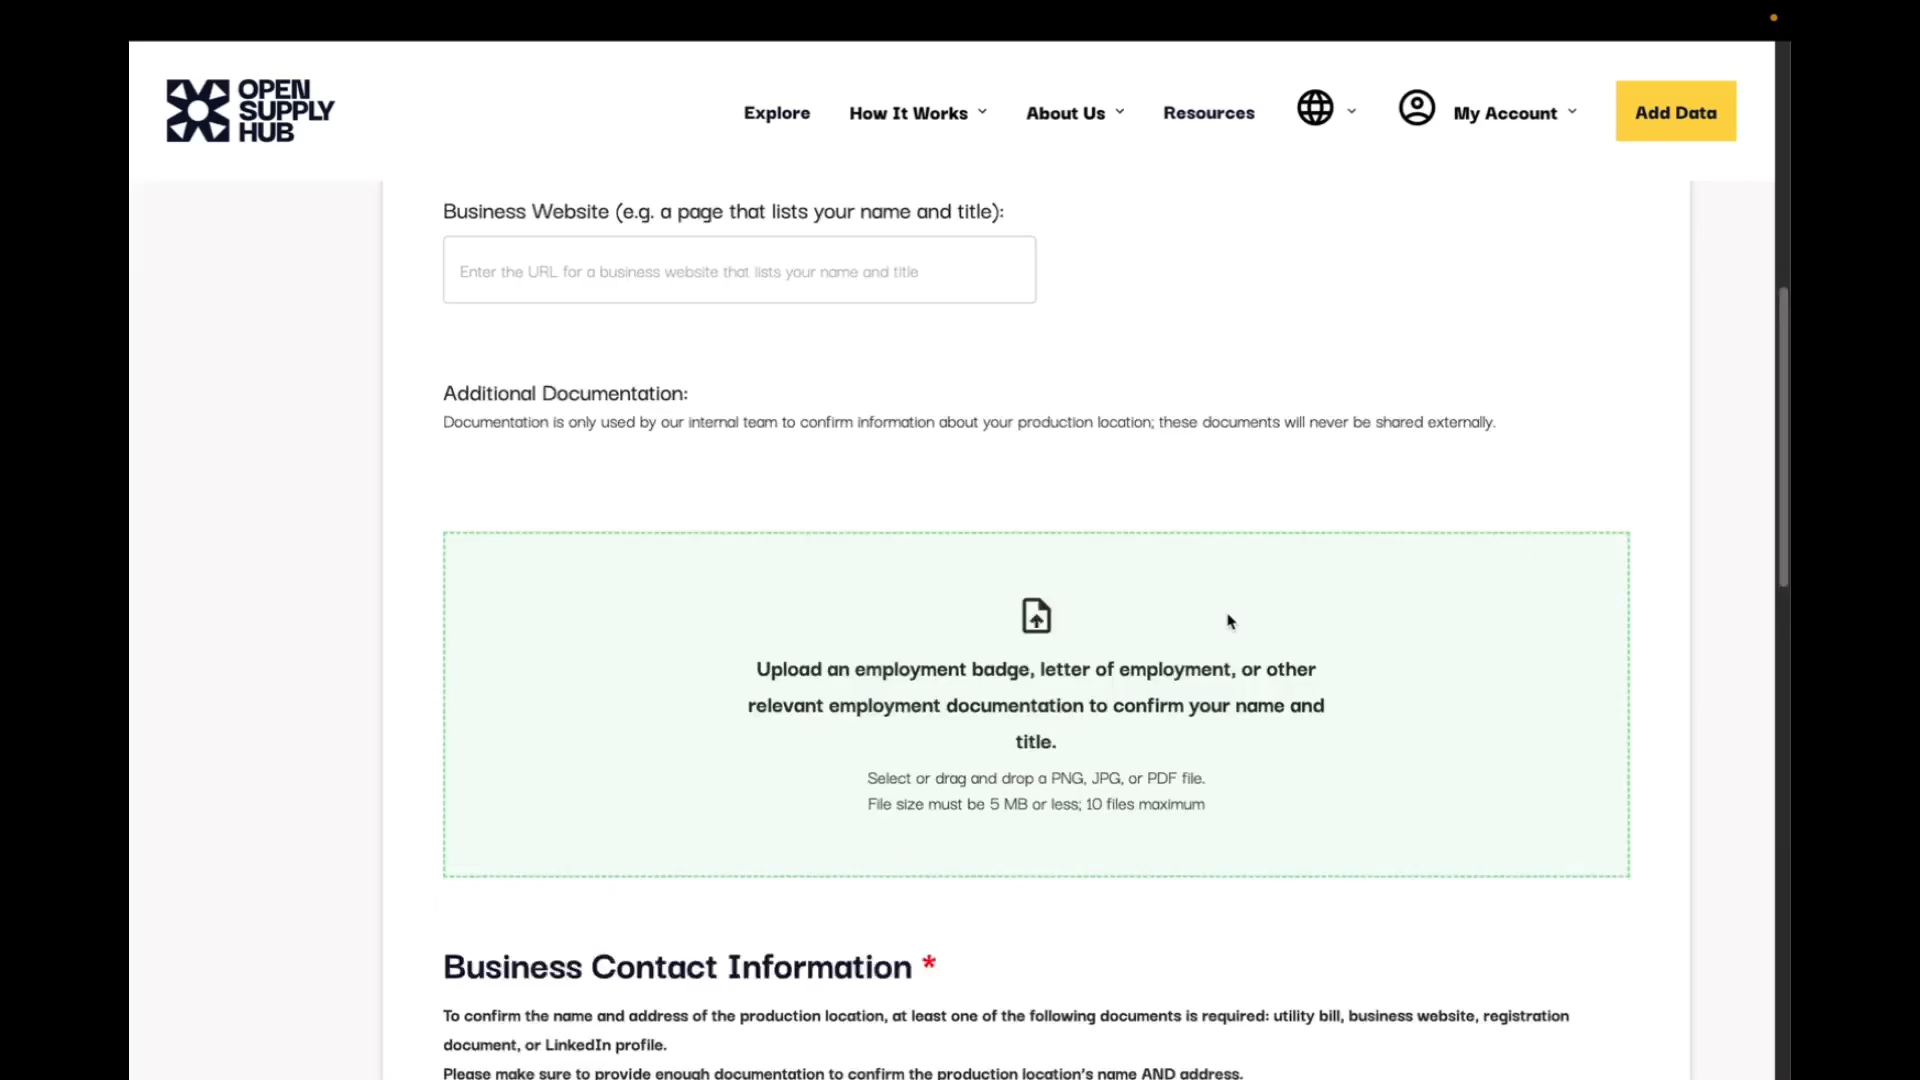 OPEN
SUPPLY
HUB
Explore
How It Works
About Us
Resources
My Account
Add Data
Business Website (e.g. a page that lists your name and title):
Enter the URL for a business website that lists your name and title
Additional Documentation:
Documentation is only used by our internal team to confirm information about your production location; these documents will never be shared externally.
Upload an employment badge, letter of employment, or other
relevant employment documentation to confirm your name and
title.
Select or drag and drop a PNG, JPG, or PDF file.
File size must be 5 MB or less; 10 files maximum
Business Contact Information *
To confirm the name and address of the production location, at least one of the following documents is required: utility bill, business website, registration
document, or LinkedIn profile.
Please make sure to provide enough documentation to confirm the production location's name AND address.